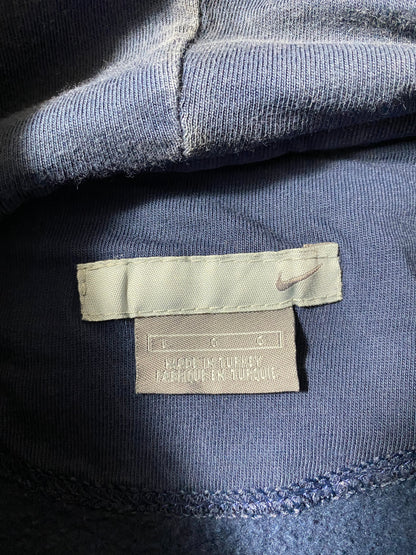 L G G
MADE IN TURKEY
FABRIQUE EN TURQUIE